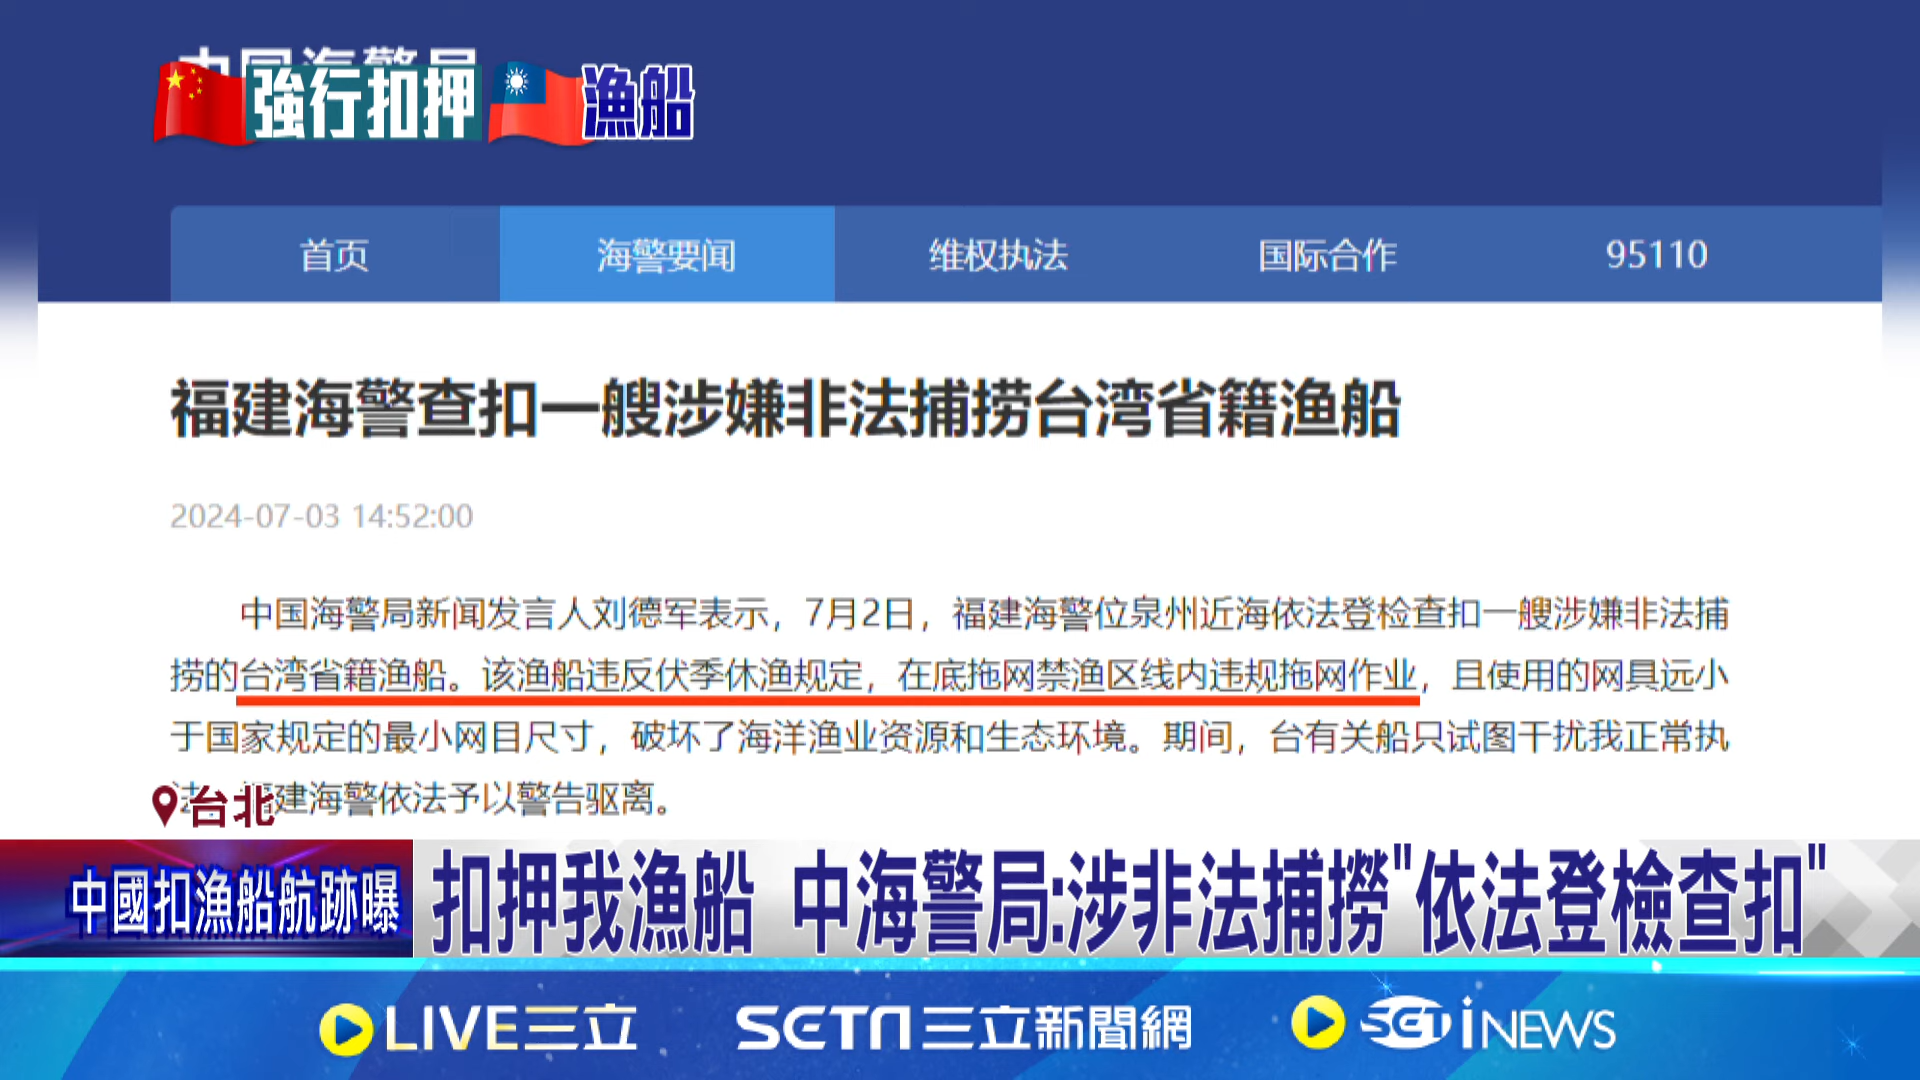 中国海警局
強行扣押 漁船
首页 海警要闻 维权执法 国际合作 95110
福建海警查扣一艘涉嫌非法捕捞台湾省籍渔船
2024-07-03 14:52:00
中国海警局新闻发言人刘德军表示，7月2日，福建海警位泉州近海依法登检查扣一艘涉嫌非法捕
捞的台湾省籍渔船。该渔船违反伏季休渔规定，在底拖网禁渔区线内违规拖网作业，且使用的网具远小
于国家规定的最小网目尺寸，破坏了海洋渔业资源和生态环境。期间，台有关船只试图干扰我正常执
建海警依法予以警告驱离。
台北
中國扣漁船航跡曝
扣押我漁船 中海警局:涉非法捕撈"依法登檢查扣"
LIVE三立 SETN三立新聞網 SET iNEWS